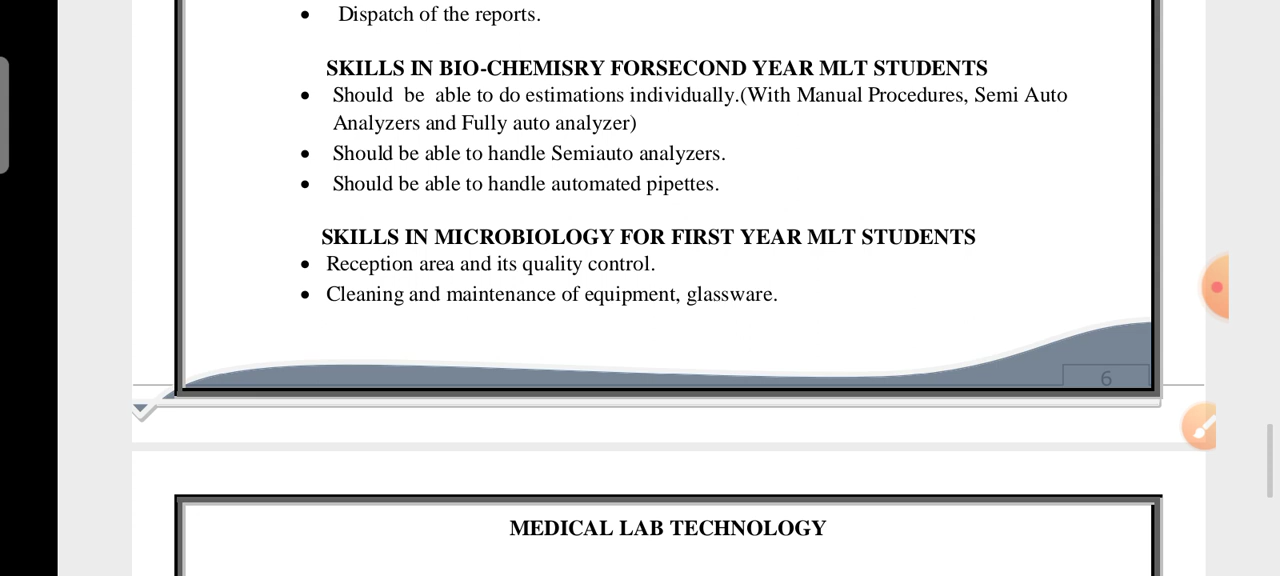 • Dispatch of the reports.
SKILLS IN BIO-CHEMISRY FORSECOND YEAR MLT STUDENTS
• Should be able to do estimations individually.(With Manual Procedures, Semi Auto
Analyzers and Fully auto analyzer)
• Should be able to handle Semiauto analyzers.
• Should be able to handle automated pipettes.
SKILLS IN MICROBIOLOGY FOR FIRST YEAR MLT STUDENTS
• Reception area and its quality control.
• Cleaning and maintenance of equipment, glassware.
6
MEDICAL LAB TECHNOLOGY